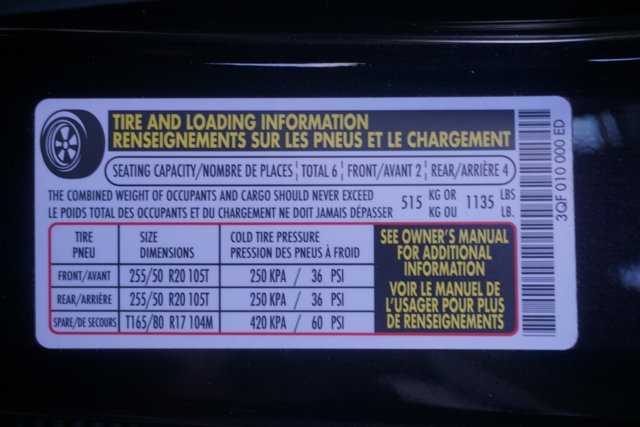 TIRE AND LOADING INFORMATION
RENSEIGNEMENTS SUR LES PNEUS ET LE CHARGEMENT
SEATING CAPACITY/NOMBRE DE PLACES TOTAL 6 FRONT/AVANT 2 REAR/ARRIÈRE 4
THE COMBINED WEIGHT OF OCCUPANTS AND CARGO SHOULD NEVER EXCEED 515 KG OR 1135 LBS
LE POIDS TOTAL DES OCCUPANTS ET DU CHARGEMENT NE DOIT JAMAIS DÉPASSER KG OU LB.
TIRE PNEU
SIZE DIMENSIONS
COLD TIRE PRESSURE
PRESSION DES PNEUS À FROID
FRONT/AVANT 255/50 R20 105T 250 KPA / 36 PSI
REAR/ARRIÈRE 255/50 R20 105T 250 KPA / 36 PSI
SPARE/DE SECOURS T165/80 R17 104M 420 KPA / 60 PSI
SEE OWNER'S MANUAL
FOR ADDITIONAL
INFORMATION
VOIR LE MANUEL DE
L'USAGER POUR PLUS
DE RENSEIGNEMENTS
3QF 010 000 ED